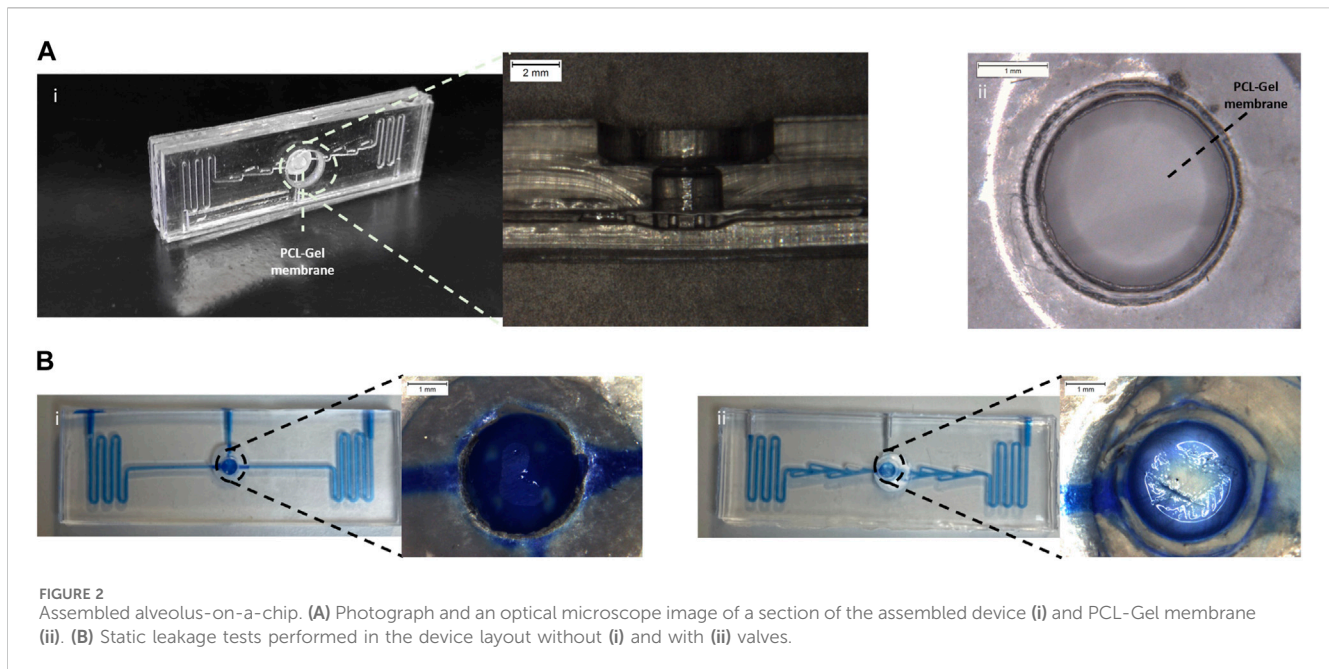 A
i
2 mm
PCL-Gel
membrane
ii
1 mm
PCL-Gel
membrane
B
i
1 mm
ii
1 mm
FIGURE 2
Assembled alveolus-on-a-chip. (A) Photograph and an optical microscope image of a section of the assembled device (i) and PCL-Gel membrane
(ii). (B) Static leakage tests performed in the device layout without (i) and with (ii) valves.